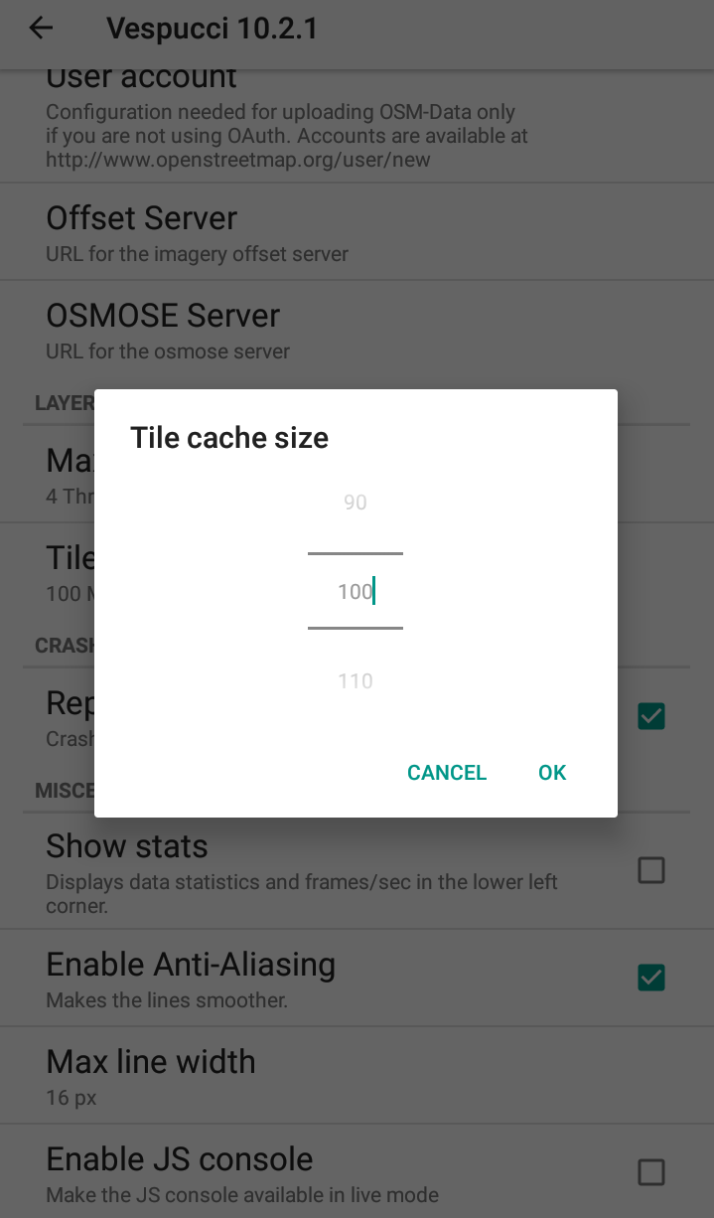 Vespucci 10.2.1
User account
Configuration needed for uploading OSM-Data only
if you are not using OAuth. Accounts are available at
http://www.openstreetmap.org/user/new
Offset Server
URL for the imagery offset server
OSMOSE Server
URL for the osmose server
LAYER
Tile cache size
90
100
110
CANCEL OK
Ma
4 Thr
Tile
100 M
CRASH
Rep
Crash
MISCE
Show stats
Displays data statistics and frames/sec in the lower left
corner.
Enable Anti-Aliasing
Makes the lines smoother.
Max line width
16 px
Enable JS console
Make the JS console available in live mode